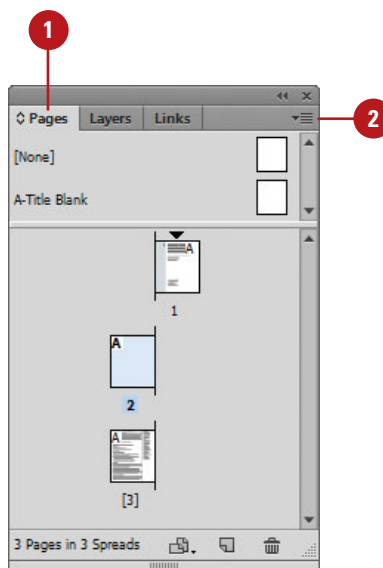 1
Pages Layers Links
2
[None]
A-Title Blank
A
1
A
2
A
[3]
3 Pages in 3 Spreads